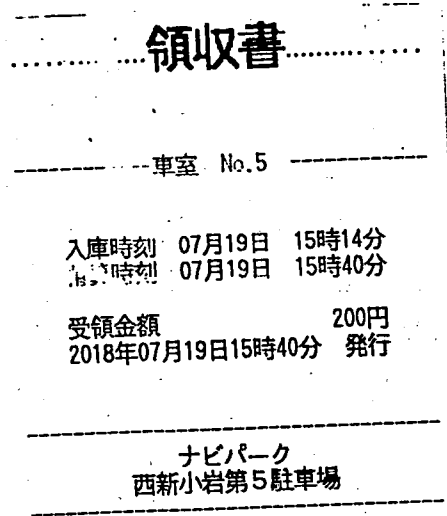 領収書
車室 No.5
入庫時刻 07月19日 15時14分
時刻 07月19日 15時40分
受領金額 200円
2018年07月19日15時40分 発行
ナビパーク
西新小岩第5駐車場